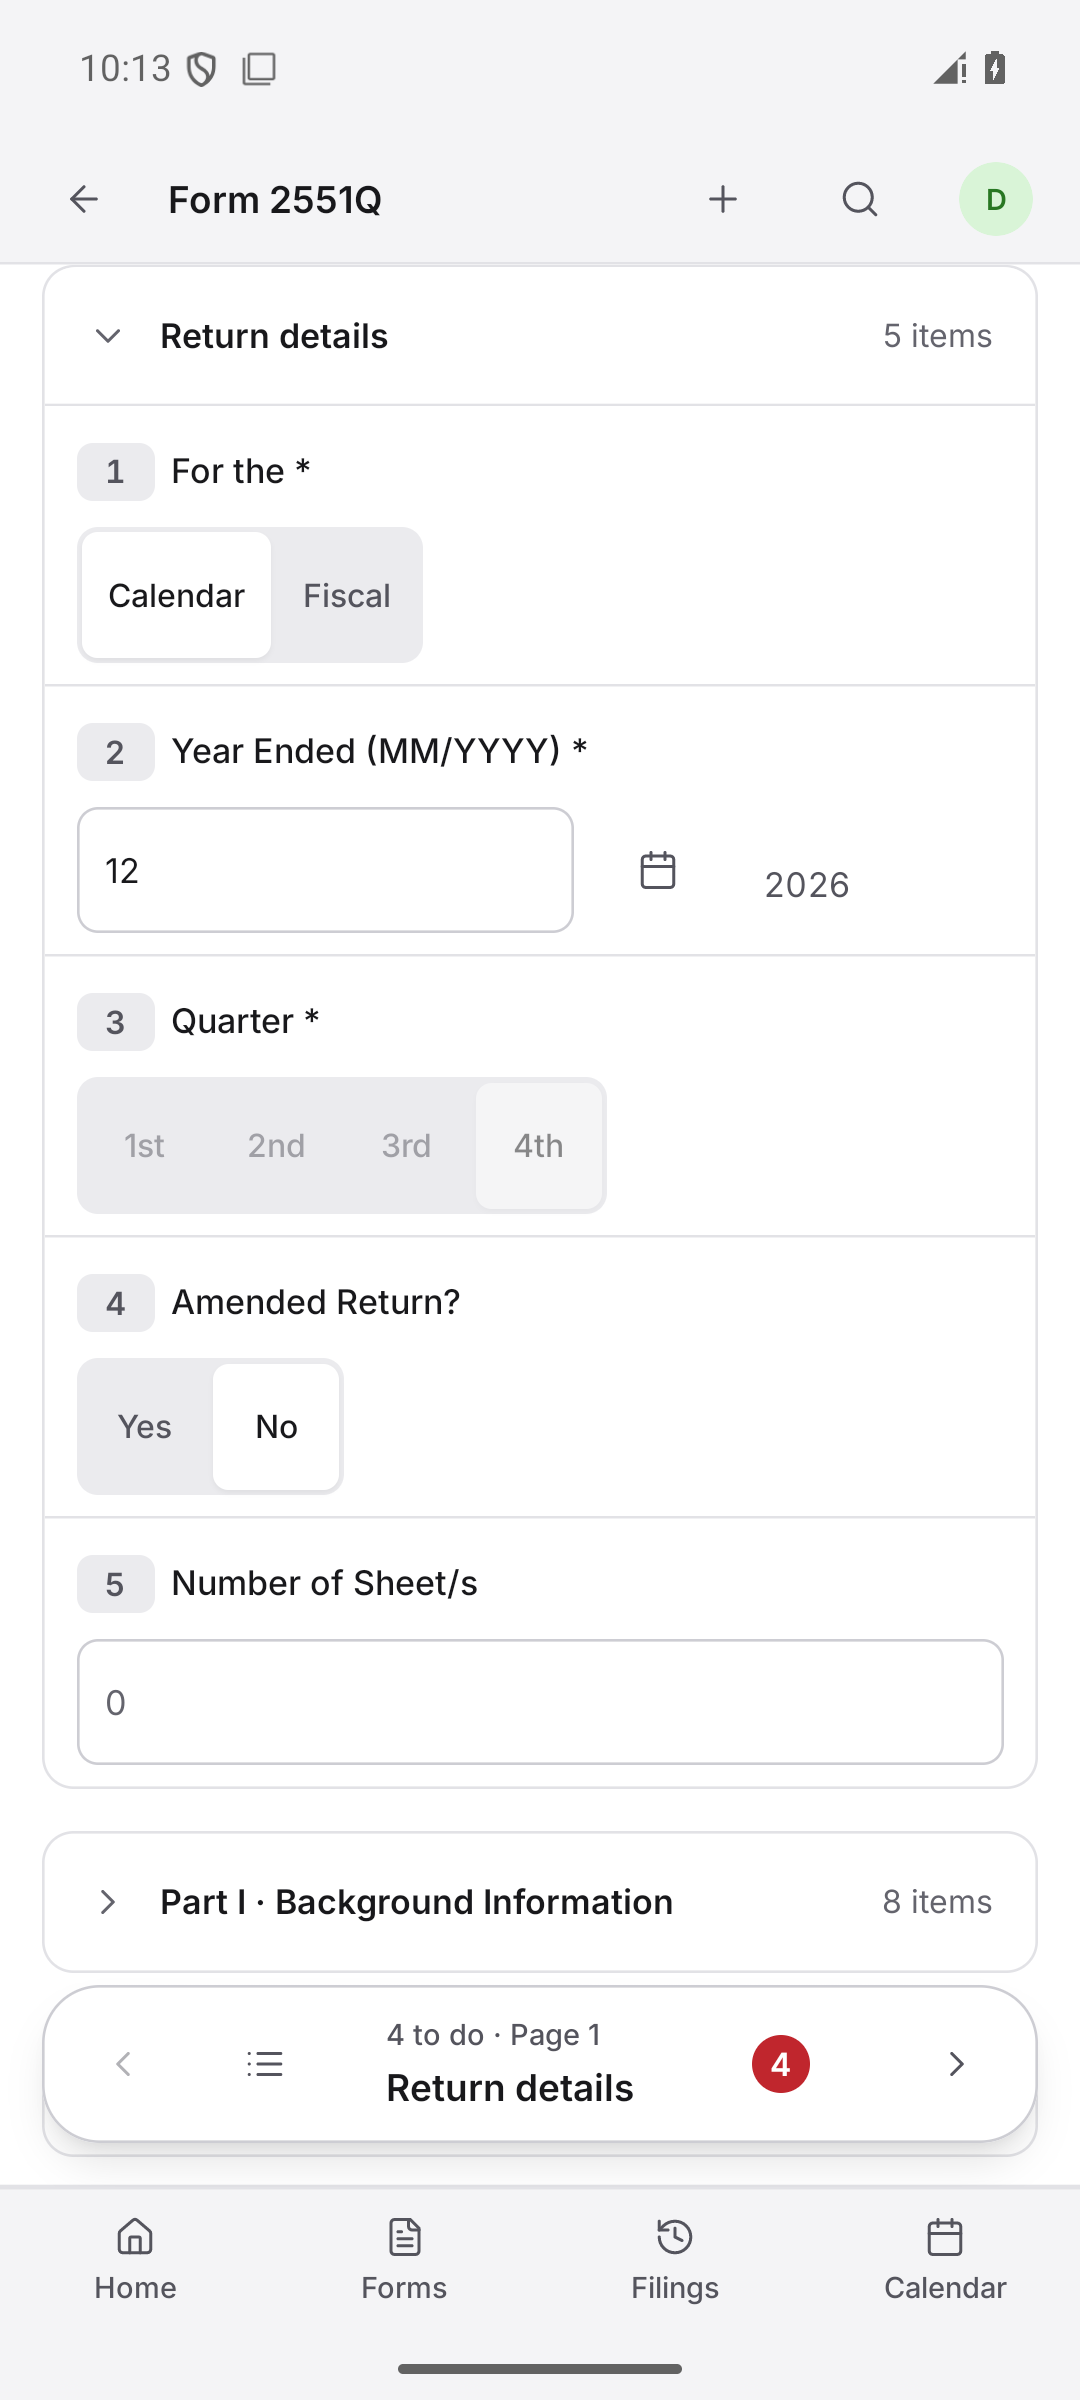 10:13
Form 2551Q
D
Return details
5 items
1 For the *
Calendar Fiscal
2 Year Ended (MM/YYYY) *
12
2026
3 Quarter *
1st 2nd 3rd 4th
4 Amended Return?
Yes No
5 Number of Sheet/s
0
Part I · Background Information
8 items
4 to do · Page 1
Return details
4
Home Forms Filings Calendar